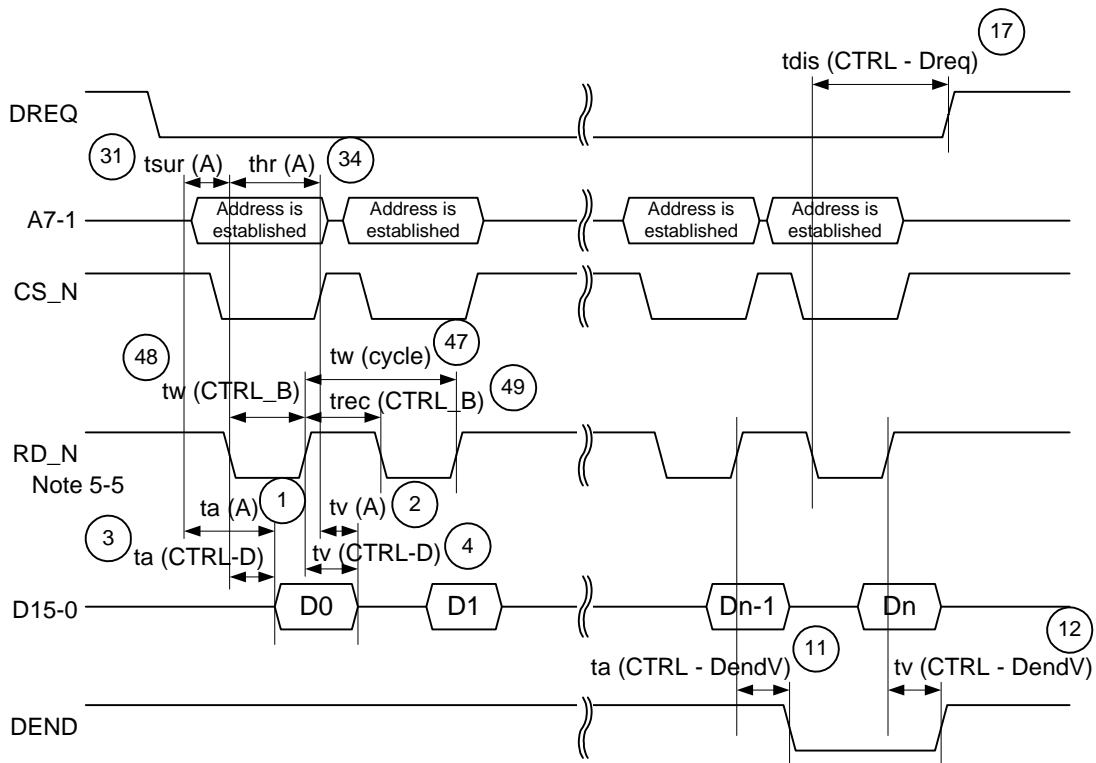 17
tdis (CTRL - Dreq)
DREQ
31
tsur (A)
thr (A)
34
A7-1
Address is
established
Address is
established
Address is
established
Address is
established
CS_N
48
47
tw (cycle)
49
tw (CTRL_B)
trec (CTRL_B)
RD_N
Note 5-5
1
2
ta (A)
tv (A)
3
4
ta (CTRL-D)
tv (CTRL-D)
D15-0
D0
D1
Dn-1
Dn
12
11
ta (CTRL - DendV)
tv (CTRL - DendV)
DEND